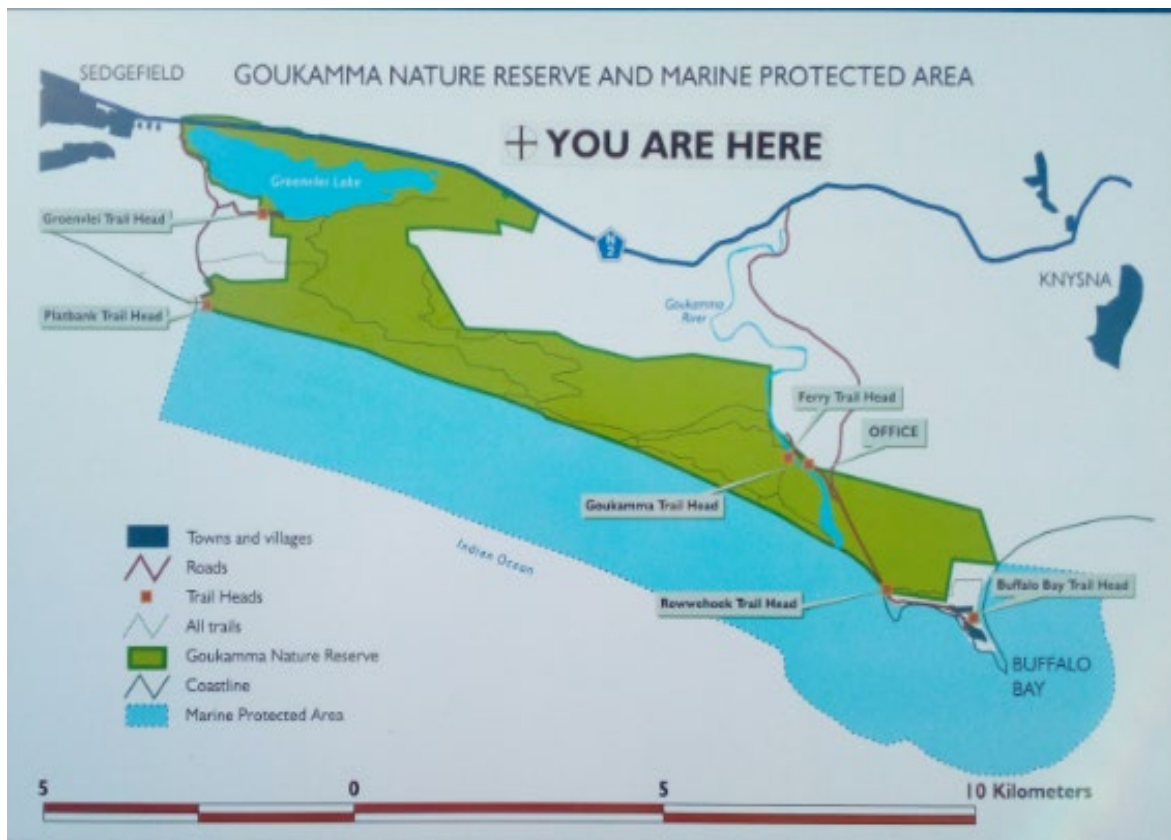 SEDGEFIELD
GOUKAMMA NATURE RESERVE AND MARINE PROTECTED AREA
YOU ARE HERE
Groenvlei Lake
Groenvlei Trail Head
N
2
KNYSNA
Goukamma
River
Platbank Trail Head
Ferry Trail Head
OFFICE
Goukamma Trail Head
Indian Ocean
Buffalo Bay Trail Head
Rowwehoek Trail Head
BUFFALO
BAY
Towns and villages
Roads
Trail Heads
All trails
Goukamma Nature Reserve
Coastline
Marine Protected Area
5 0 5 10 Kilometers